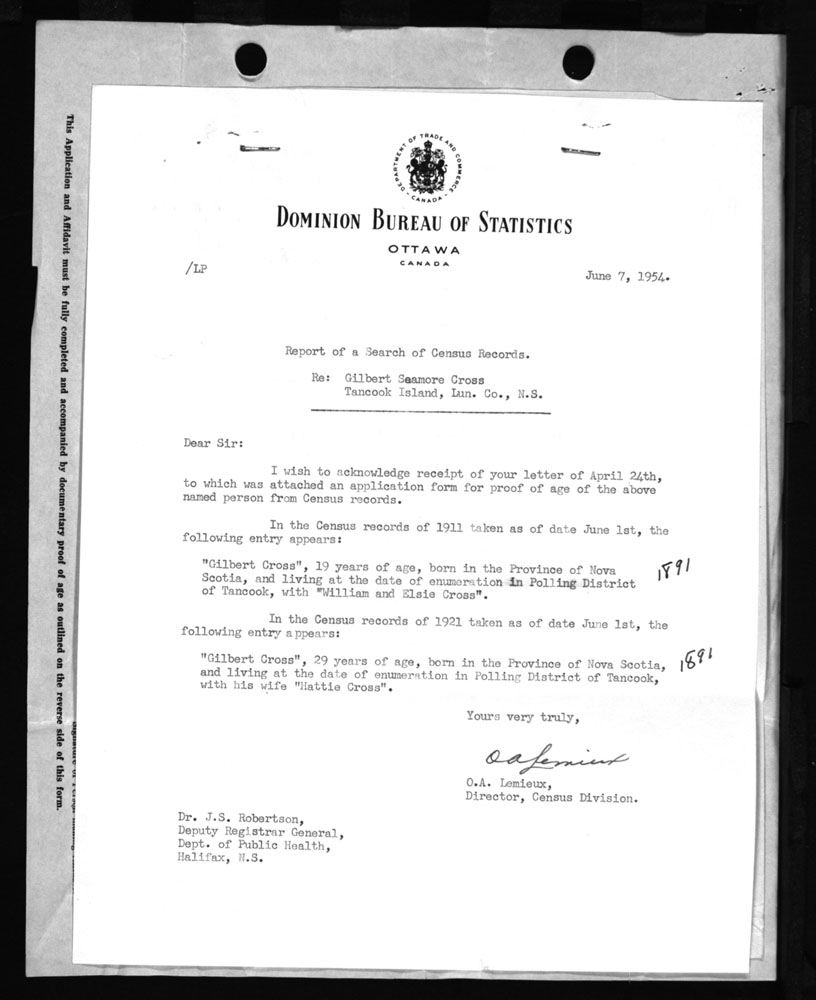 DEPARTMENT OF TRADE AND COMMERCE
- CANADA -
DOMINION BUREAU OF STATISTICS
OTTAWA
CANADA
/LP
June 7, 1954.
Report of a Search of Census Records.
Re: Gilbert Seamore Cross
Tancook Island, Lun. Co., N.S.
Dear Sir:
I wish to acknowledge receipt of your letter of April 24th,
to which was attached an application form for proof of age of the above
named person from Census records.
In the Census records of 1911 taken as of date June 1st, the
following entry appears:
"Gilbert Cross", 19 years of age, born in the Province of Nova
Scotia, and living at the date of enumeration in Polling District
of Tancook, with "William and Elsie Cross".
1891
In the Census records of 1921 taken as of date June 1st, the
following entry appears:
"Gilbert Cross", 29 years of age, born in the Province of Nova Scotia,
and living at the date of enumeration in Polling District of Tancook,
with his wife "Hattie Cross".
1891
Yours very truly,
OALemieux
O.A. Lemieux,
Director, Census Division.
Dr. J.S. Robertson,
Deputy Registrar General,
Dept. of Public Health,
Halifax, N.S.
This Application and Affidavit must be fully completed and accompanied by documentary proof of age as outlined on the reverse side of this form.